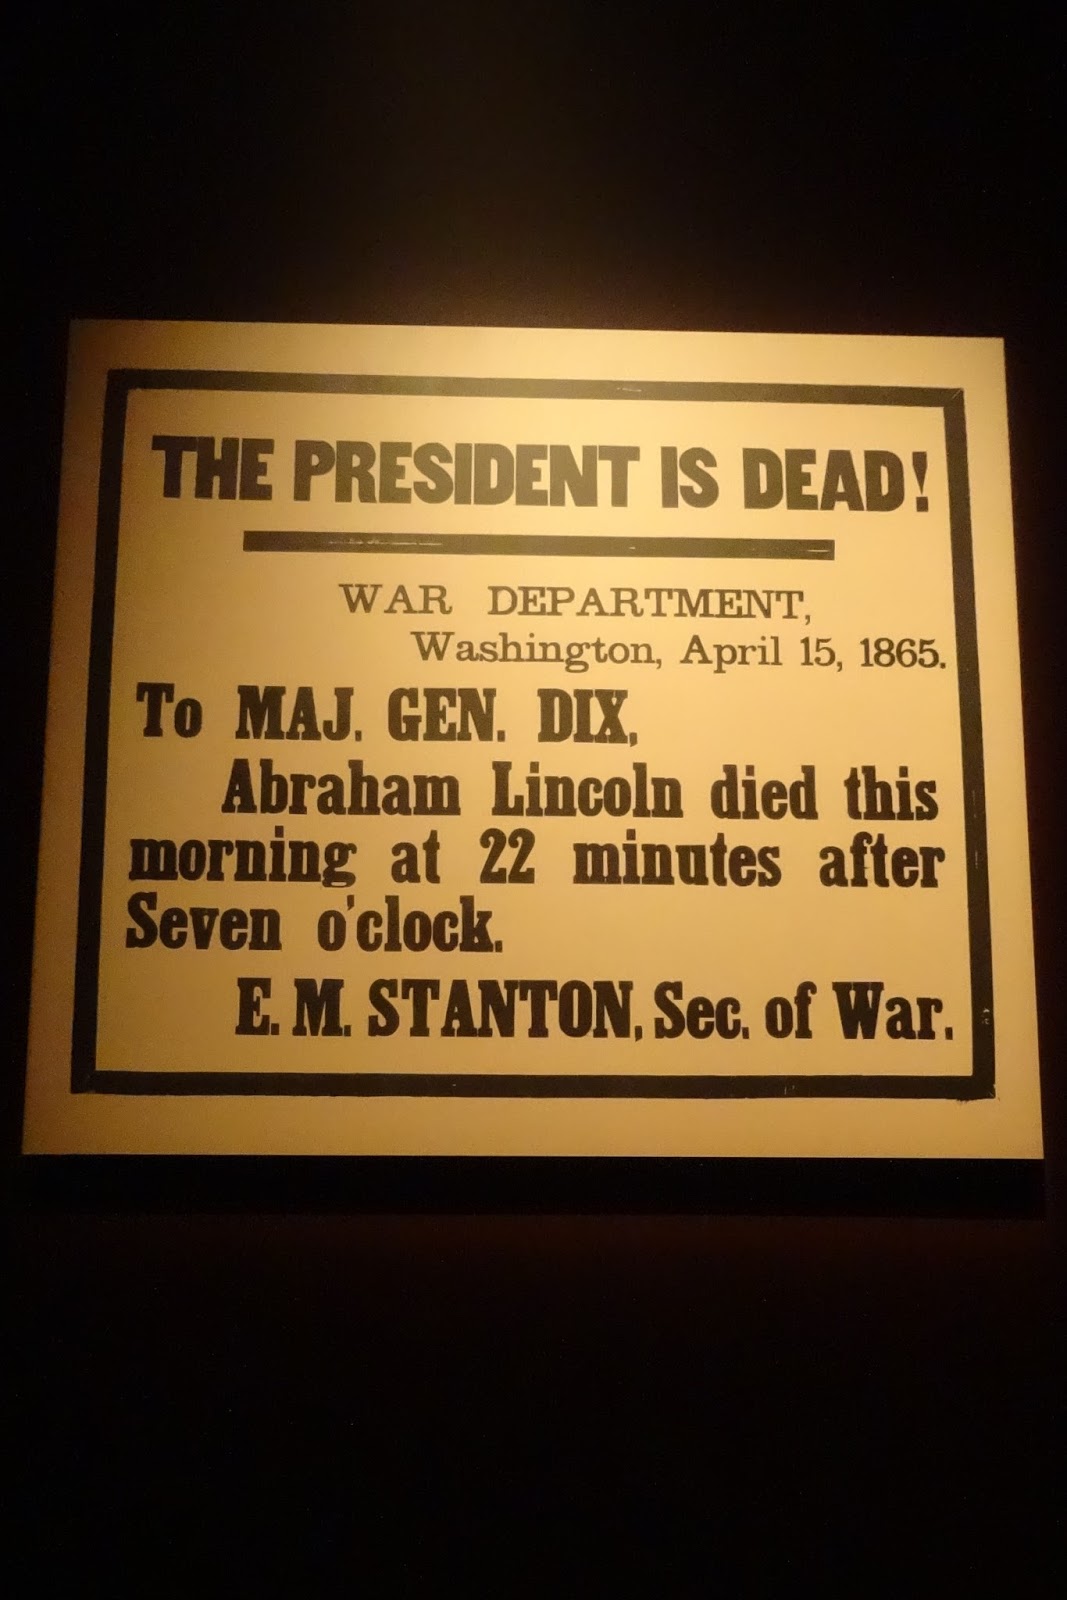 THE PRESIDENT IS DEAD!
WAR DEPARTMENT,
Washington, April 15, 1865.
To MAJ. GEN. DIX,
Abraham Lincoln died this
morning at 22 minutes after
Seven o'clock.
E. M. STANTON, Sec. of War.